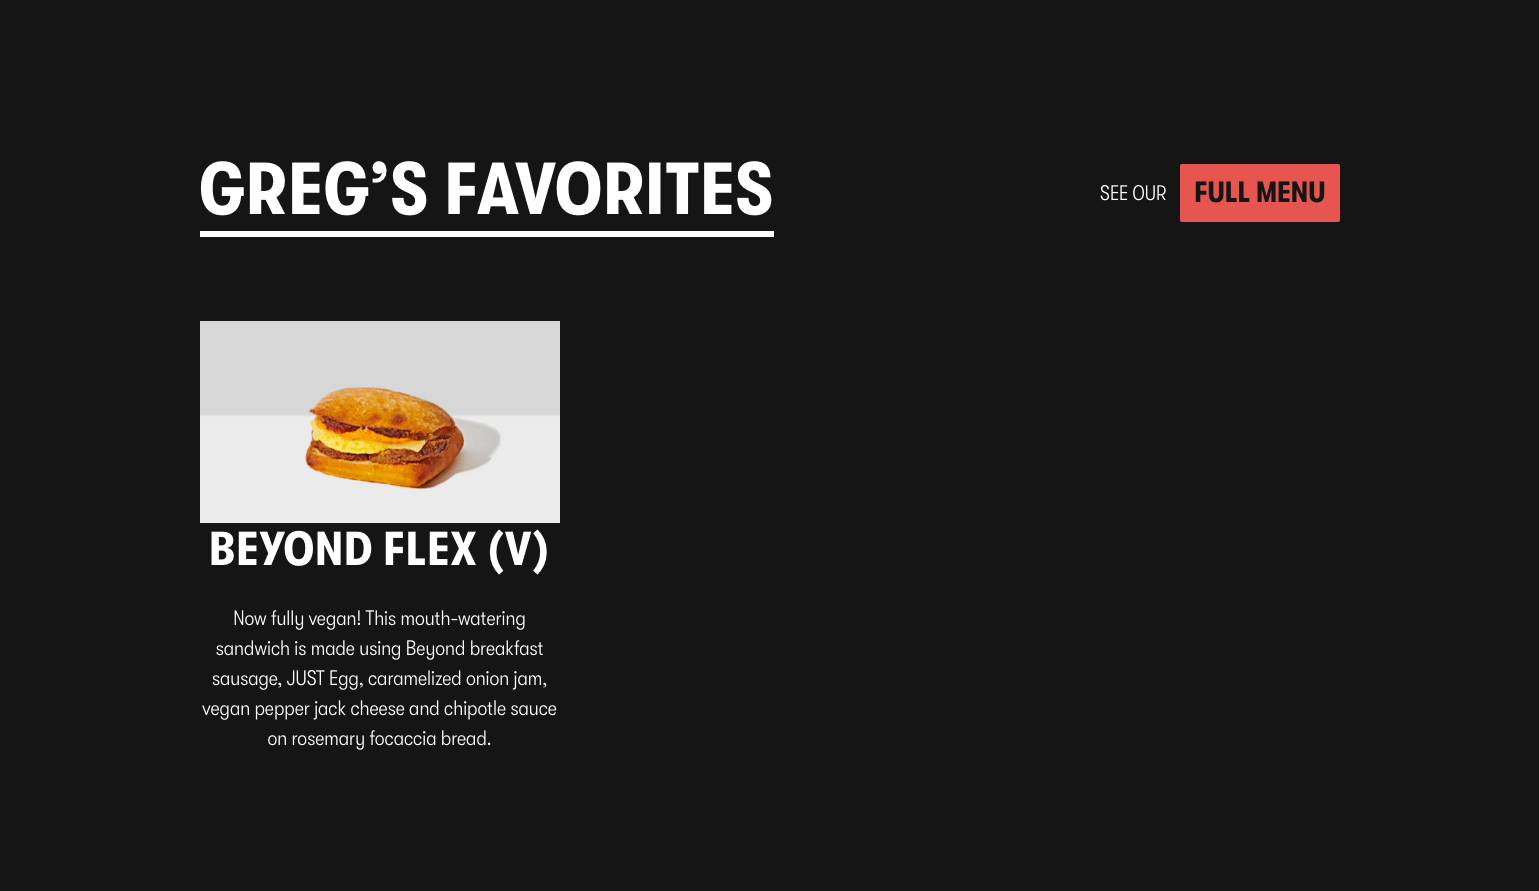 GREG’S FAVORITES
SEE OUR FULL MENU
BEYOND FLEX (V)
Now fully vegan! This mouth-watering
sandwich is made using Beyond breakfast
sausage, JUST Egg, caramelized onion jam,
vegan pepper jack cheese and chipotle sauce
on rosemary focaccia bread.